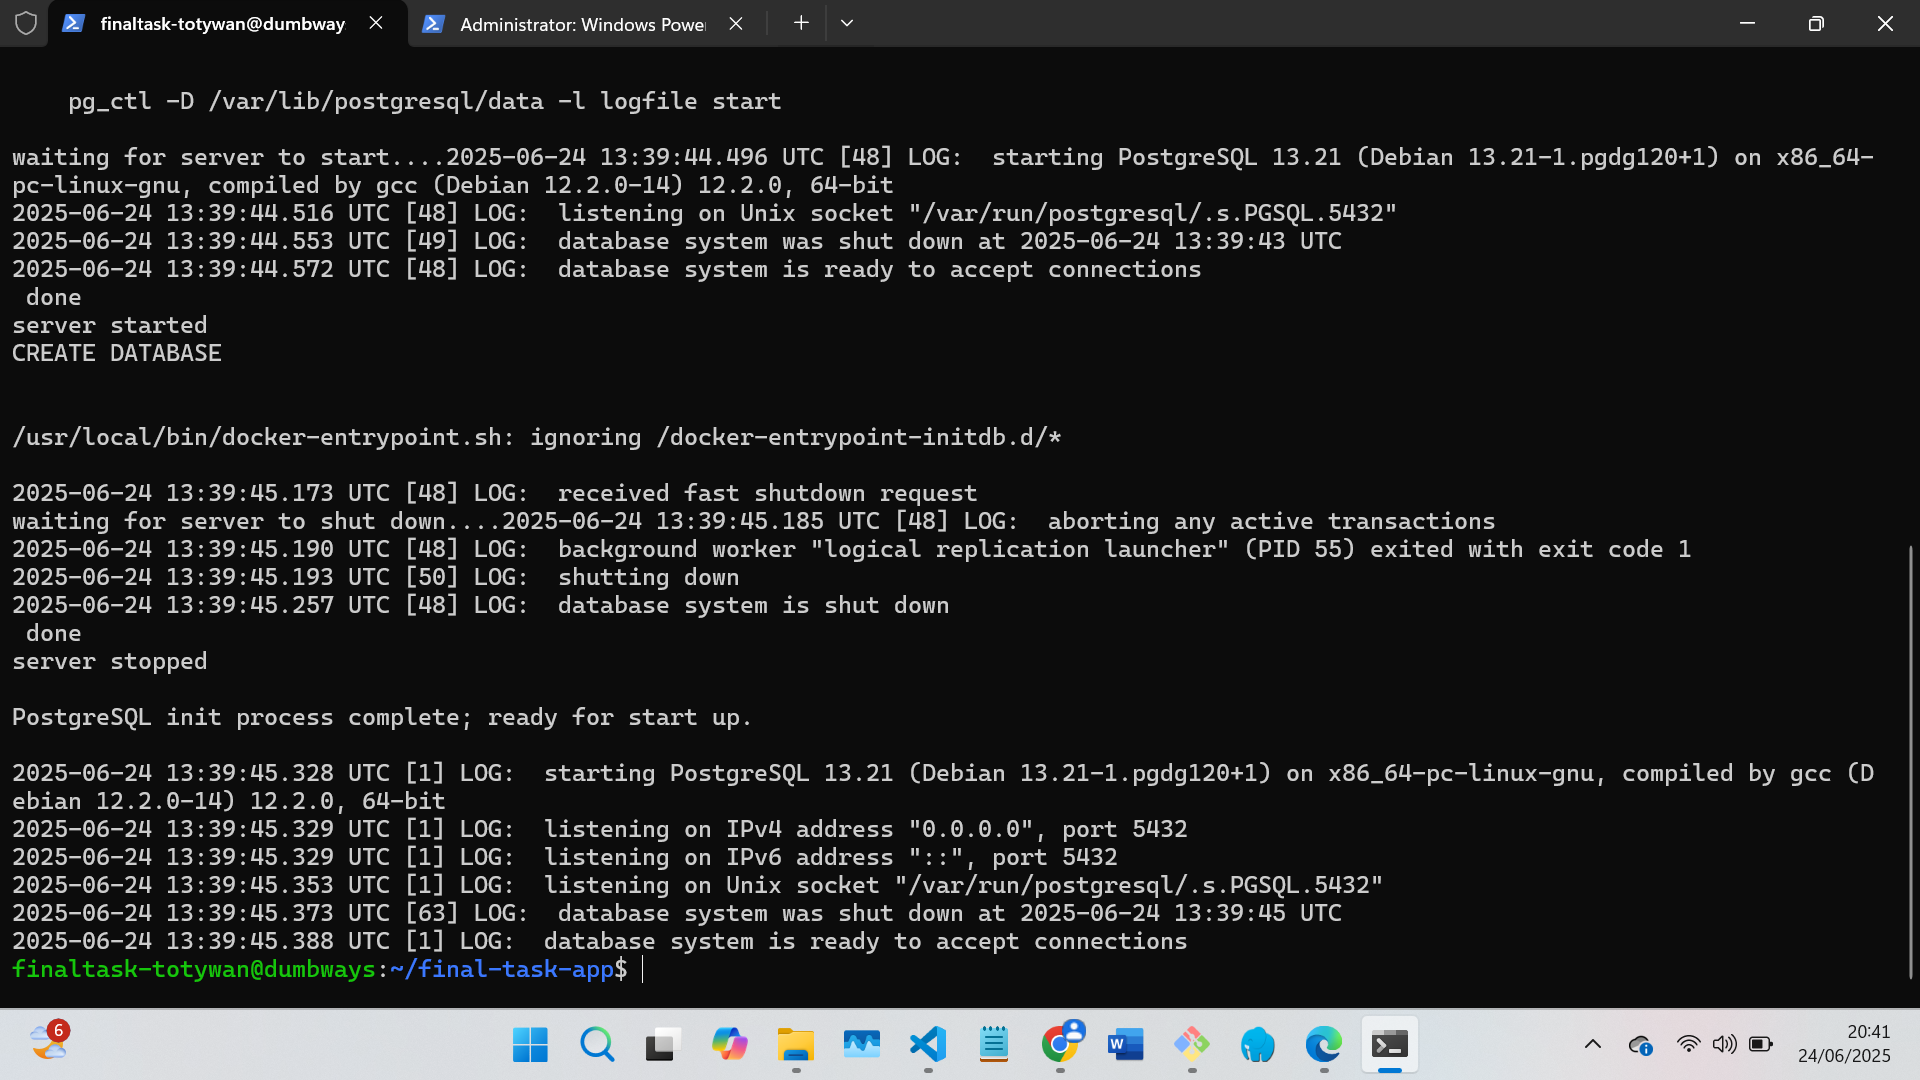 finaltask-totywan@dumbway
Administrator: Windows Powe
pg_ctl -D /var/lib/postgresql/data -l logfile start
waiting for server to start....2025-06-24 13:39:44.496 UTC [48] LOG:  starting PostgreSQL 13.21 (Debian 13.21-1.pgdg120+1) on x86_64-
pc-linux-gnu, compiled by gcc (Debian 12.2.0-14) 12.2.0, 64-bit
2025-06-24 13:39:44.516 UTC [48] LOG:  listening on Unix socket "/var/run/postgresql/.s.PGSQL.5432"
2025-06-24 13:39:44.553 UTC [49] LOG:  database system was shut down at 2025-06-24 13:39:43 UTC
2025-06-24 13:39:44.572 UTC [48] LOG:  database system is ready to accept connections
 done
server started
CREATE DATABASE
/usr/local/bin/docker-entrypoint.sh: ignoring /docker-entrypoint-initdb.d/*
2025-06-24 13:39:45.173 UTC [48] LOG:  received fast shutdown request
waiting for server to shut down....2025-06-24 13:39:45.185 UTC [48] LOG:  aborting any active transactions
2025-06-24 13:39:45.190 UTC [48] LOG:  background worker "logical replication launcher" (PID 55) exited with exit code 1
2025-06-24 13:39:45.193 UTC [50] LOG:  shutting down
2025-06-24 13:39:45.257 UTC [48] LOG:  database system is shut down
 done
server stopped
PostgreSQL init process complete; ready for start up.
2025-06-24 13:39:45.328 UTC [1] LOG:  starting PostgreSQL 13.21 (Debian 13.21-1.pgdg120+1) on x86_64-pc-linux-gnu, compiled by gcc (D
ebian 12.2.0-14) 12.2.0, 64-bit
2025-06-24 13:39:45.329 UTC [1] LOG:  listening on IPv4 address "0.0.0.0", port 5432
2025-06-24 13:39:45.329 UTC [1] LOG:  listening on IPv6 address "::", port 5432
2025-06-24 13:39:45.353 UTC [1] LOG:  listening on Unix socket "/var/run/postgresql/.s.PGSQL.5432"
2025-06-24 13:39:45.373 UTC [63] LOG:  database system was shut down at 2025-06-24 13:39:45 UTC
2025-06-24 13:39:45.388 UTC [1] LOG:  database system is ready to accept connections
finaltask-totywan@dumbways:~/final-task-app$
6
W
20:41
24/06/2025